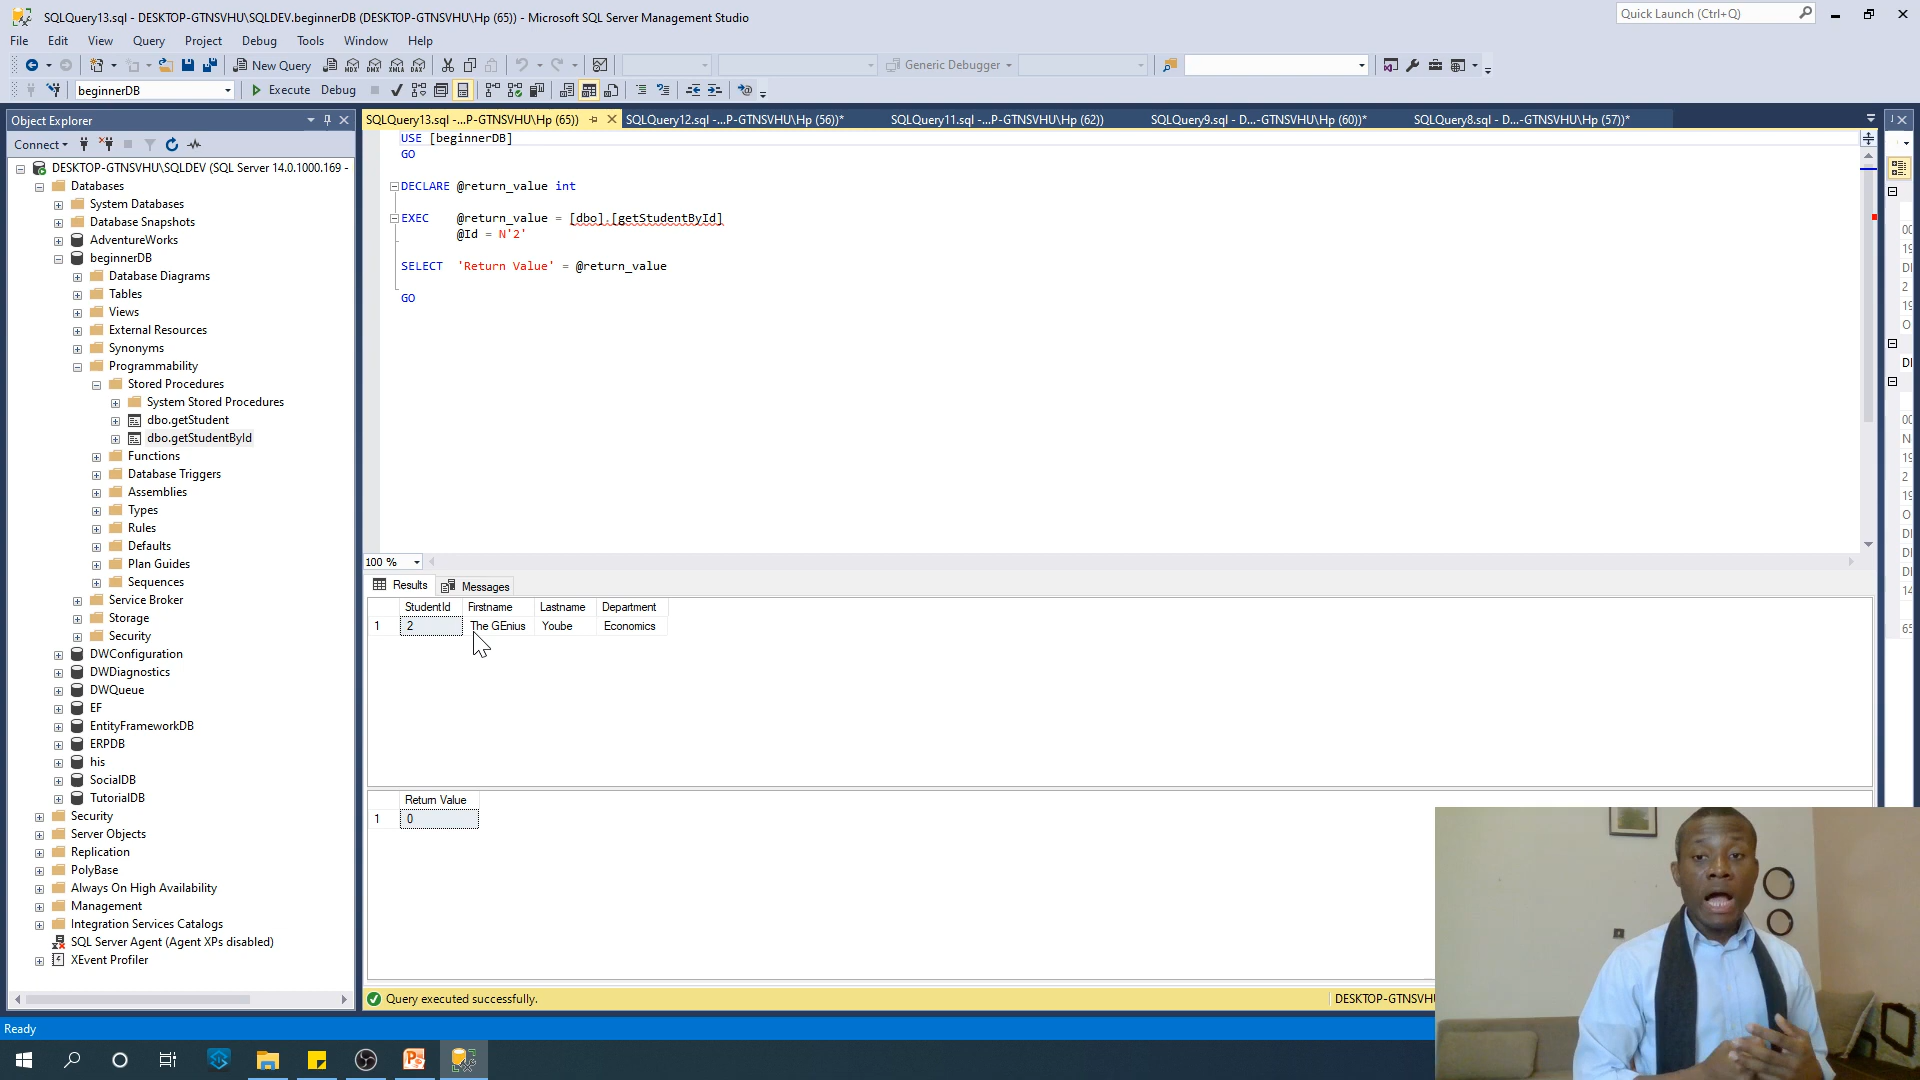 SQLQuery13.sql - DESKTOP-GTNSVHU\SQLDEV.beginnerDB (DESKTOP-GTNSVHU\Hp (65)) - Microsoft SQL Server Management Studio
Quick Launch (Ctrl+Q)
File Edit View Query Project Debug Tools Window Help
New Query MDX DMX XMLA DAX Generic Debugger
beginnerDB Execute Debug
Object Explorer
SQLQuery13.sql -...P-GTNSVHU\Hp (65)) SQLQuery12.sql -...P-GTNSVHU\Hp (56))* SQLQuery11.sql -...P-GTNSVHU\Hp (62)) SQLQuery9.sql - D...-GTNSVHU\Hp (60))* SQLQuery8.sql - D...-GTNSVHU\Hp (57))*
Connect
DESKTOP-GTNSVHU\SQLDEV (SQL Server 14.0.1000.169 -
Databases
System Databases
Database Snapshots
AdventureWorks
beginnerDB
Database Diagrams
Tables
Views
External Resources
Synonyms
Programmability
Stored Procedures
System Stored Procedures
dbo.getStudent
dbo.getStudentById
Functions
Database Triggers
Assemblies
Types
Rules
Defaults
Plan Guides
Sequences
Service Broker
Storage
Security
DWConfiguration
DWDiagnostics
DWQueue
EF
EntityFrameworkDB
ERPDB
his
SocialDB
TutorialDB
Security
Server Objects
Replication
PolyBase
Always On High Availability
Management
Integration Services Catalogs
SQL Server Agent (Agent XPs disabled)
XEvent Profiler
USE [beginnerDB]
GO
DECLARE @return_value int
EXEC @return_value = [dbo].[getStudentById]
@Id = N'2'
SELECT 'Return Value' = @return_value
GO
100 %
Results Messages
StudentId Firstname Lastname Department
1 2 The GEnius Yoube Economics
Return Value
1 0
Query executed successfully.
DESKTOP-GTNSVHU
Ready